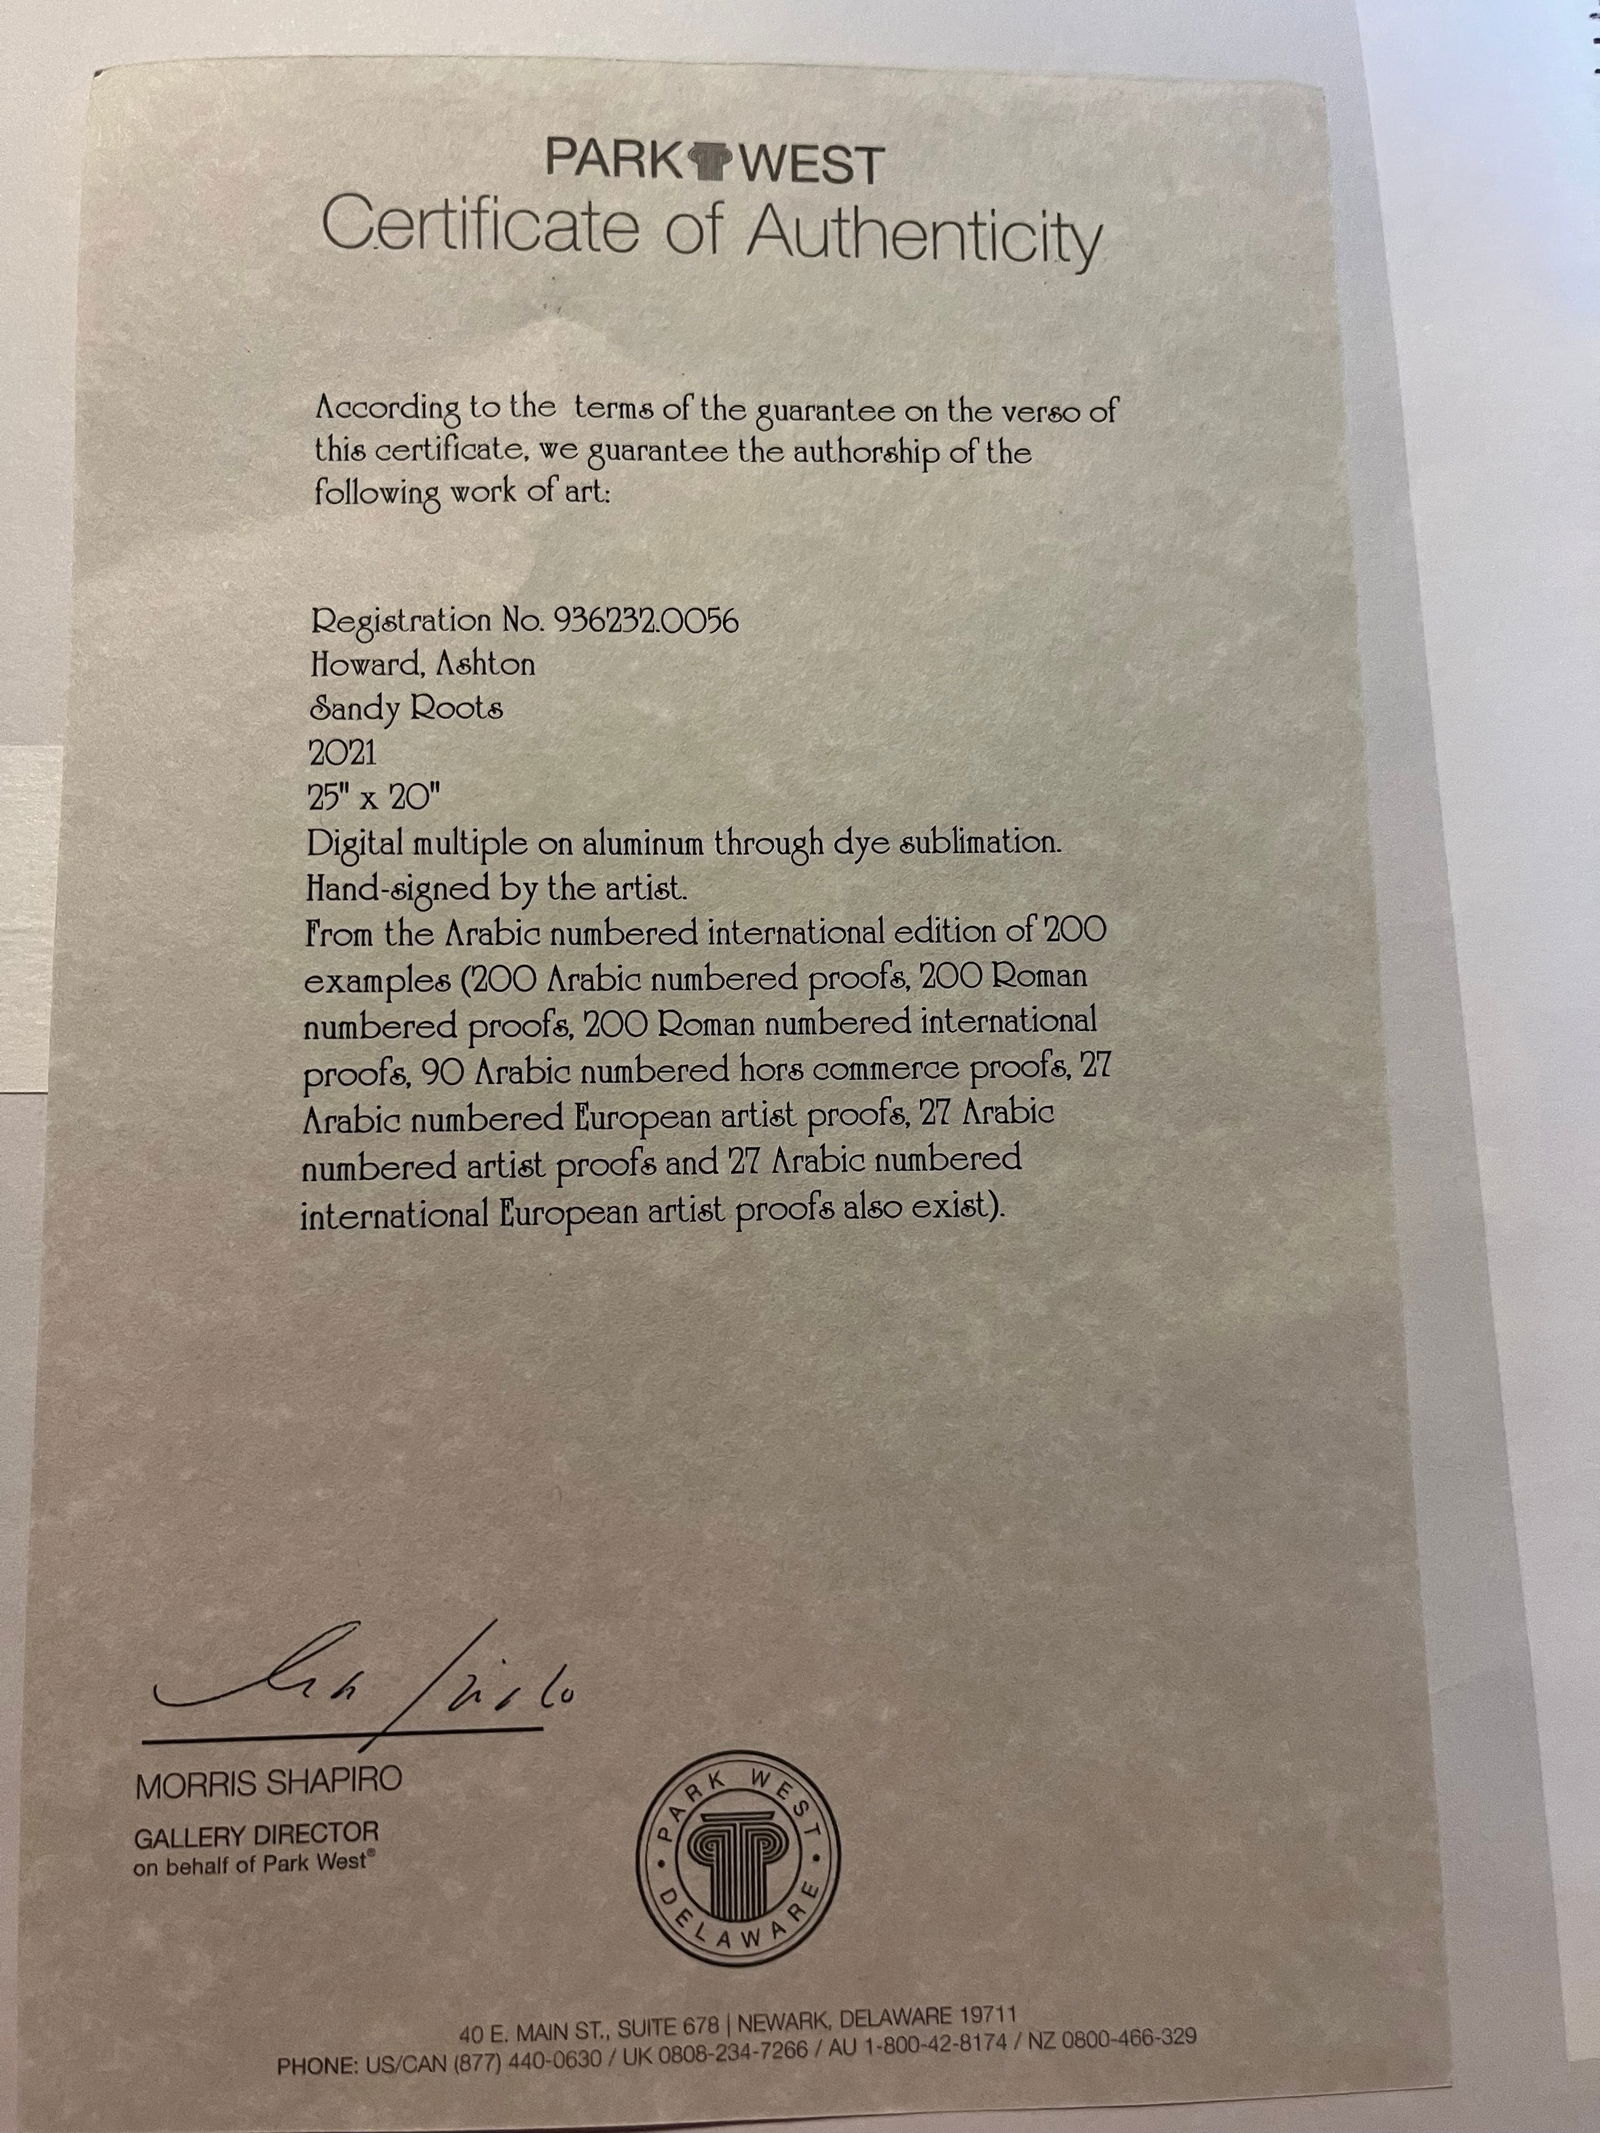 PARK WEST
Certificate of Authenticity
According to the terms of the guarantee on the verso of
this certificate, we guarantee the authorship of the
following work of art:
Registration No. 936232.0056
Howard, Ashton
Sandy Roots
2021
25" x 20"
Digital multiple on aluminum through dye sublimation.
Hand-signed by the artist.
From the Arabic numbered international edition of 200
examples (200 Arabic numbered proofs, 200 Roman
numbered proofs, 200 Roman numbered international
proofs, 90 Arabic numbered hors commerce proofs, 27
Arabic numbered European artist proofs, 27 Arabic
numbered artist proofs and 27 Arabic numbered
international European artist proofs also exist).
MORRIS SHAPIRO
GALLERY DIRECTOR
on behalf of Park West®
PARK WEST
DELAWARE
40 E. MAIN ST., SUITE 678 | NEWARK, DELAWARE 19711
PHONE: US/CAN (877) 440-0630 / UK 0808-234-7266 / AU 1-800-42-8174 / NZ 0800-466-329